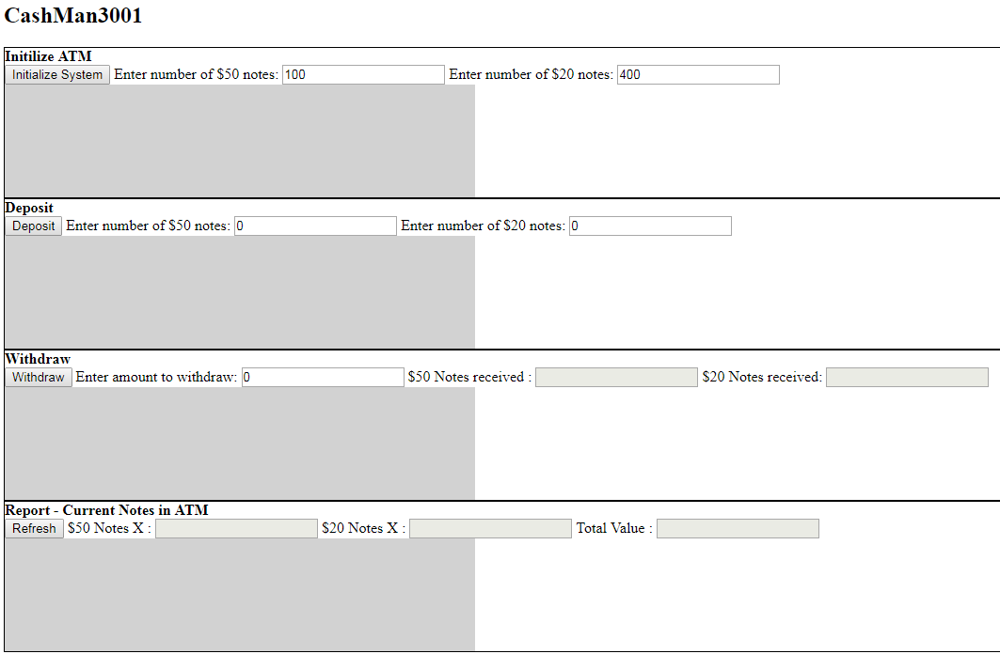 CashMan3001
Initilize ATM
Initialize System Enter number of $50 notes: 100 Enter number of $20 notes: 400
Deposit
Deposit Enter number of $50 notes: 0 Enter number of $20 notes: 0
Withdraw
Withdraw Enter amount to withdraw: 0 $50 Notes received : $20 Notes received:
Report - Current Notes in ATM
Refresh $50 Notes X : $20 Notes X : Total Value :